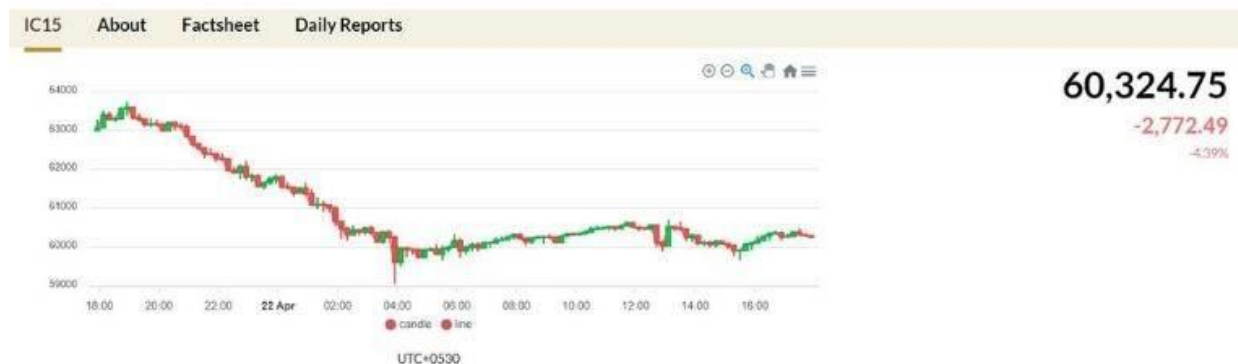 IC15 About Factsheet Daily Reports
60,324.75
-2,772.49
-4.39%
64000
63000
62000
61000
60000
59000
18:00 20:00 22:00 22 Apr 02:00 04:00 06:00 08:00 10:00 12:00 14:00 16:00
candle line
UTC+0530